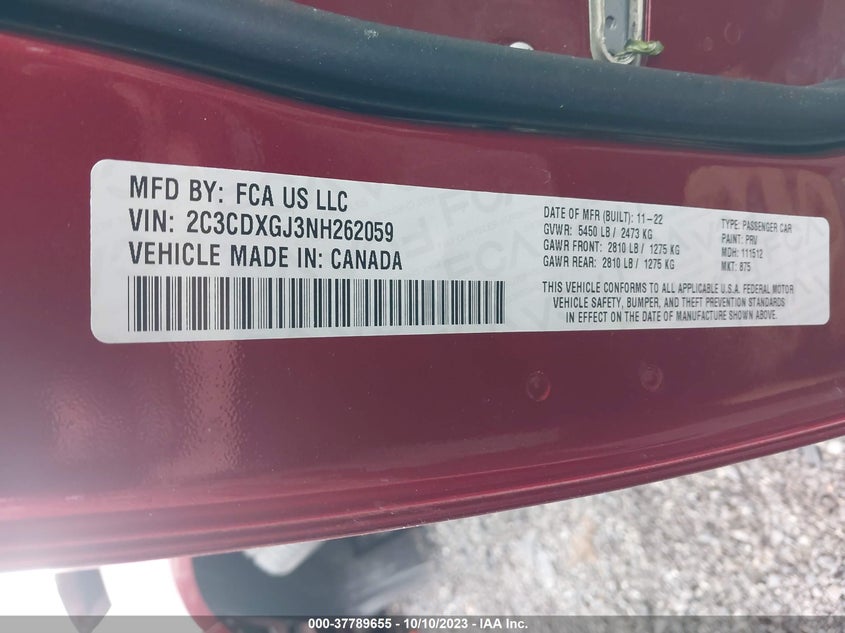 MFD BY: FCA US LLC
VIN: 2C3CDXGJ3NH262059
VEHICLE MADE IN: CANADA
DATE OF MFR (BUILT): 11-22
GVWR: 5450 LB / 2473 KG
GAWR FRONT: 2810 LB / 1275 KG
GAWR REAR: 2810 LB / 1275 KG
TYPE: PASSENGER CAR
PAINT: PRV
MDH: 111512
MKT: 875
THIS VEHICLE CONFORMS TO ALL APPLICABLE U.S.A. FEDERAL MOTOR
VEHICLE SAFETY, BUMPER, AND THEFT PREVENTION STANDARDS
IN EFFECT ON THE DATE OF MANUFACTURE SHOWN ABOVE.
000-37789655 - 10/10/2023 - IAA Inc.